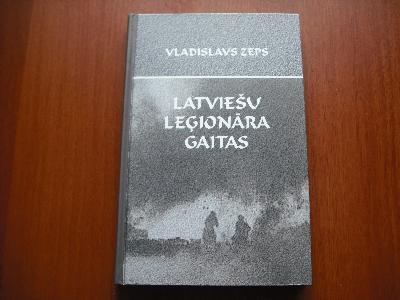 VLADISLAVS ZEPS
LATVIEŠU
LEĢIONĀRA
GAITAS